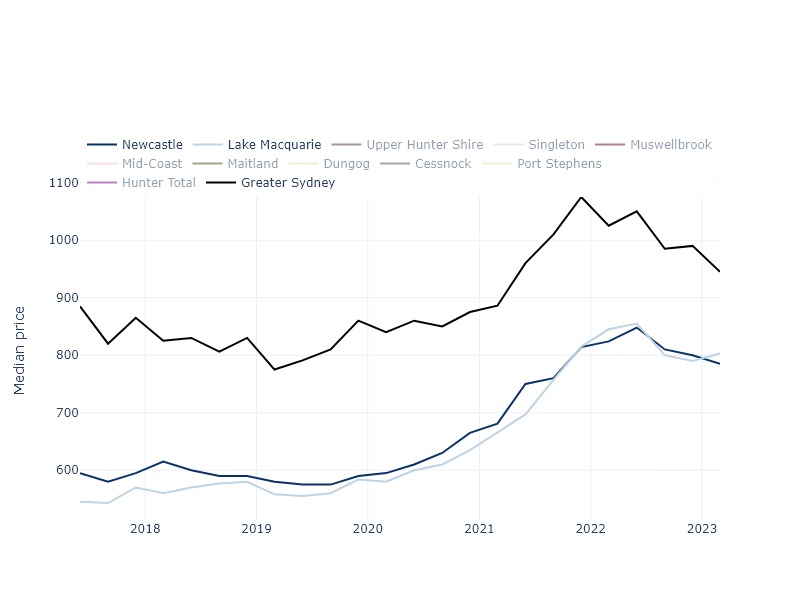 Newcastle Lake Macquarie Upper Hunter Shire Singleton Muswellbrook
Mid-Coast Maitland Dungog Cessnock Port Stephens
Hunter Total Greater Sydney
1100
1000
900
800
700
600
Median price
2018 2019 2020 2021 2022 2023